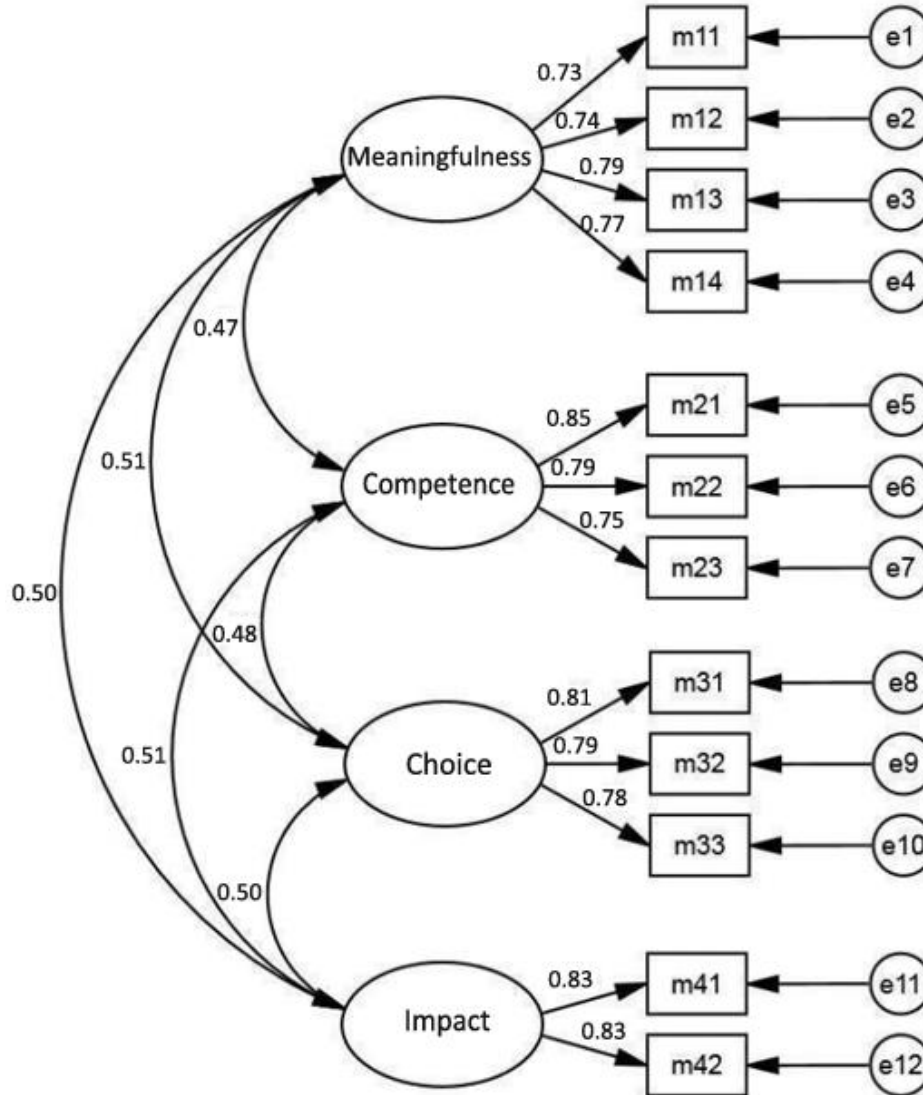 m11
e1
0.73
m12
e2
0.74
Meaningfulness
0.79
m13
e3
0.77
m14
e4
0.47
m21
e5
0.85
0.51
0.79
Competence
m22
e6
0.75
m23
e7
0.50
0.48
m31
e8
0.81
0.51
0.79
Choice
m32
e9
0.78
m33
e10
0.50
m41
e11
0.83
Impact
0.83
m42
e12